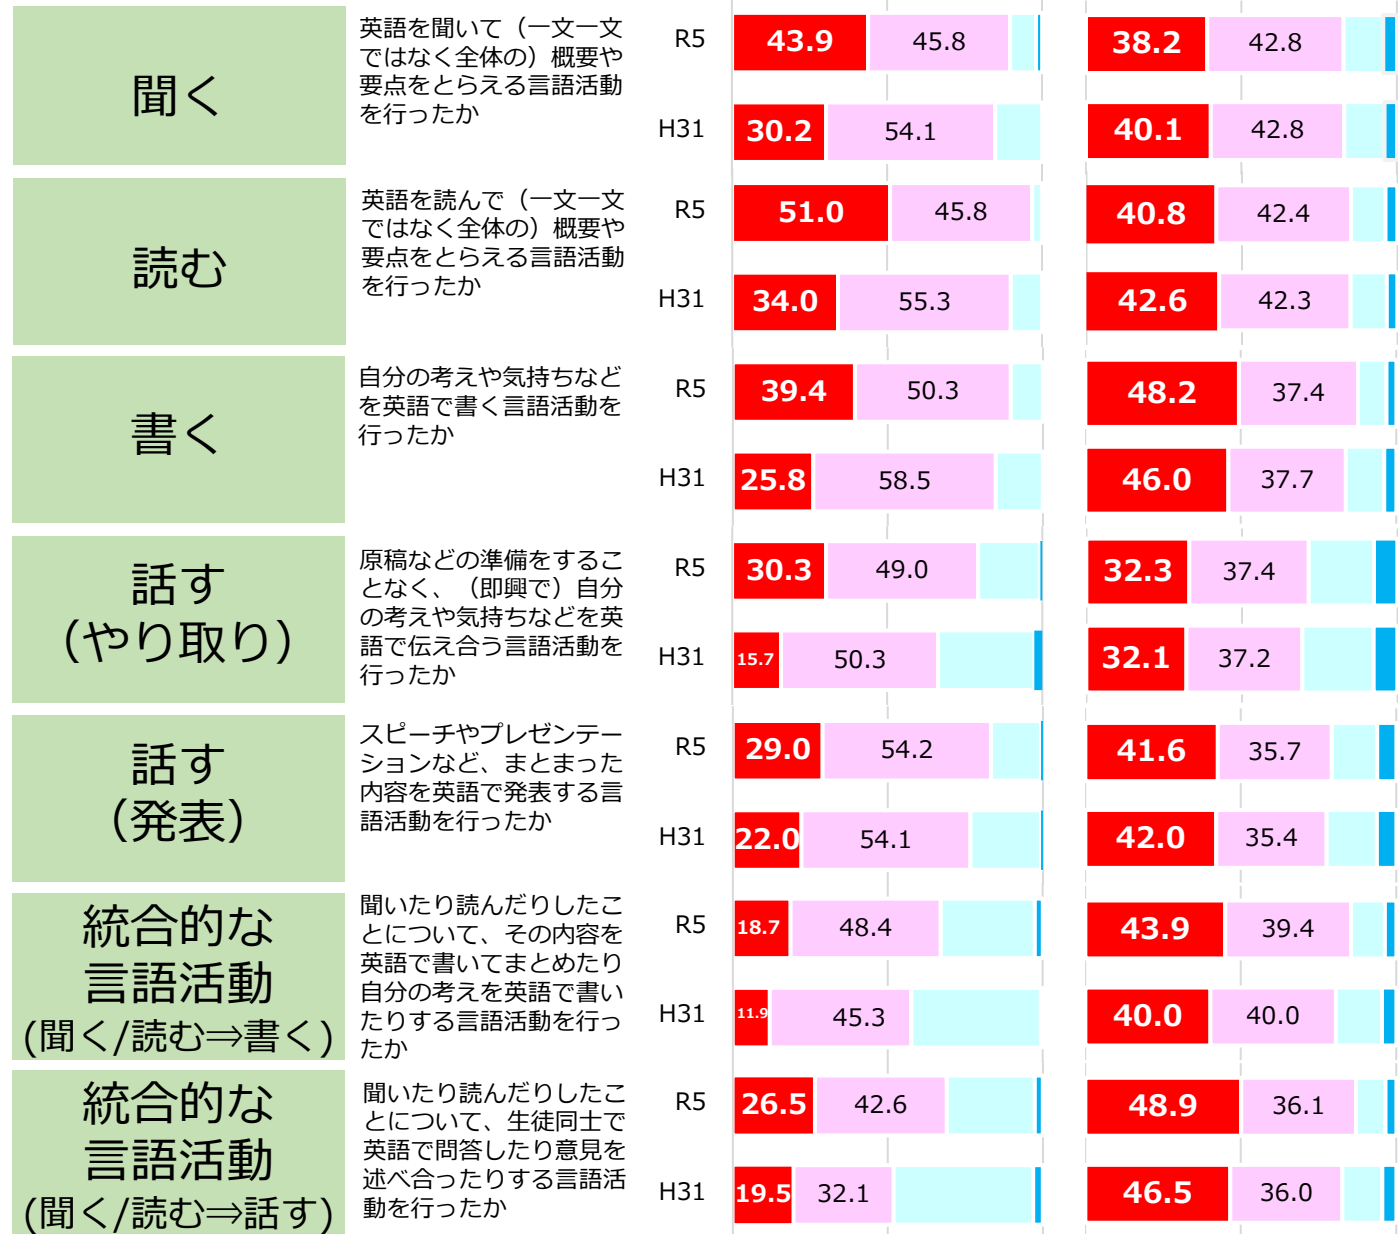 聞く
英語を聞いて（一文一文
ではなく全体の）概要や
要点をとらえる言語活動
を行ったか
R5 43.9 45.8 38.2 42.8
H31 30.2 54.1 40.1 42.8
読む
英語を読んで（一文一文
ではなく全体の）概要や
要点をとらえる言語活動
を行ったか
R5 51.0 45.8 40.8 42.4
H31 34.0 55.3 42.6 42.3
書く
自分の考えや気持ちなど
を英語で書く言語活動を
行ったか
R5 39.4 50.3 48.2 37.4
H31 25.8 58.5 46.0 37.7
話す
（やり取り）
原稿などの準備をするこ
となく、（即興で）自分
の考えや気持ちなどを英
語で伝え合う言語活動を
行ったか
R5 30.3 49.0 32.3 37.4
H31 15.7 50.3 32.1 37.2
話す
（発表）
スピーチやプレゼンテー
ションなど、まとまった
内容を英語で発表する言
語活動を行ったか
R5 29.0 54.2 41.6 35.7
H31 22.0 54.1 42.0 35.4
統合的な
言語活動
(聞く/読む⇒書く)
聞いたり読んだりしたこ
とについて、その内容を
英語で書いてまとめたり
自分の考えを英語で書い
たりする言語活動を行っ
たか
R5 18.7 48.4 43.9 39.4
H31 11.9 45.3 40.0 40.0
統合的な
言語活動
(聞く/読む⇒話す)
聞いたり読んだりしたこ
とについて、生徒同士で
英語で問答したり意見を
述べ合ったりする言語活
動を行ったか
R5 26.5 42.6 48.9 36.1
H31 19.5 32.1 46.5 36.0